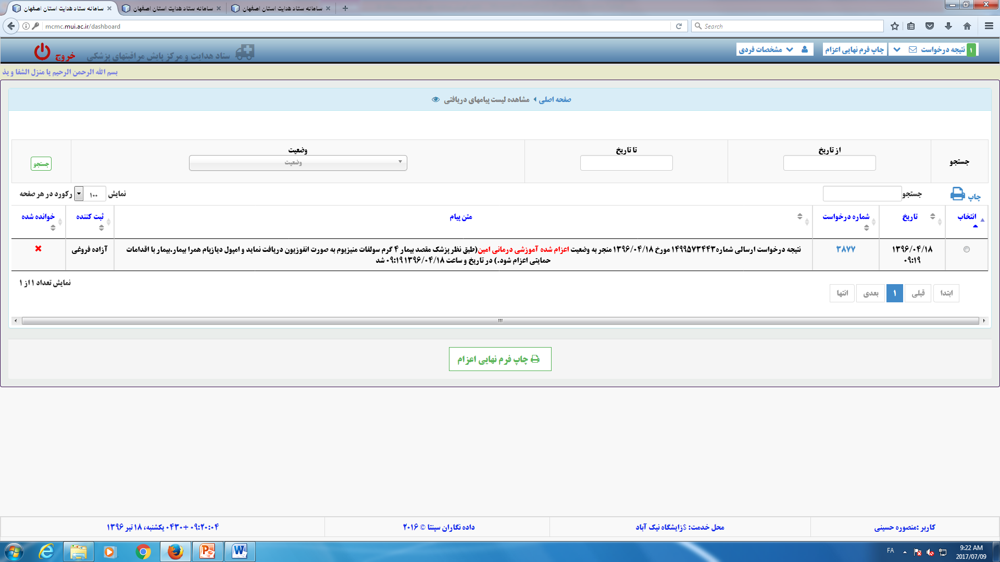 سامانه ستاد هدایت استان اصفهان
سامانه ستاد هدایت استان اصفهان
سامانه ستاد هدایت استان اصفهان
mcmc.mui.ac.ir/dashboard
Search
۱ نتیجه درخواست
چاپ فرم نهایی اعزام
مشخصات فردی
ستاد هدایت و مرکز پایش مراقبتهای پزشکی
خروج
بسم الله الرحمن الرحیم یا منزل الشفا و یذ
صفحه اصلی
مشاهده لیست پیامهای دریافتی
جستجو
از تاریخ
تا تاریخ
وضعیت
وضعیت
جستجو
چاپ
جستجو
نمایش ۱۰۰ رکورد در هر صفحه
انتخاب
تاریخ
شماره درخواست
متن پیام
ثبت کننده
خوانده شده
۱۳۹۶/۰۴/۱۸
۰۹:۱۹
۳۸۷۷
نتیجه درخواست ارسالی شماره۱۴۹۹۵۷۳۴۴۳ مورخ ۱۳۹۶/۰۴/۱۸ منجر به وضعیت اعزام شده آموزشی درمانی امین(طبق نظر پزشک مقصد بیمار ۴ گرم سولفات منیزیوم به صورت انفوزیون دریافت نماید و امپول دیازپام همرا بیمار.بیمار با اقدامات
حمایتی اعزام شود.) در تاریخ و ساعت ۱۳۹۶/۰۴/۱۸ ۰۹:۱۹ شد
آزاده فروغی
نمایش تعداد ۱ از ۱
ابتدا
قبلی
۱
بعدی
انتها
چاپ فرم نهایی اعزام
کاربر :منصوره حسینی
محل خدمت: $زایشگاه نیک آباد
داده نگاران سپنتا © ۲۰۱۶
۰۹:۲۰:۰۴ +۰۴۳۰ یکشنبه، ۱۸ تیر ۱۳۹۶
FA
9:22 AM
2017/07/09